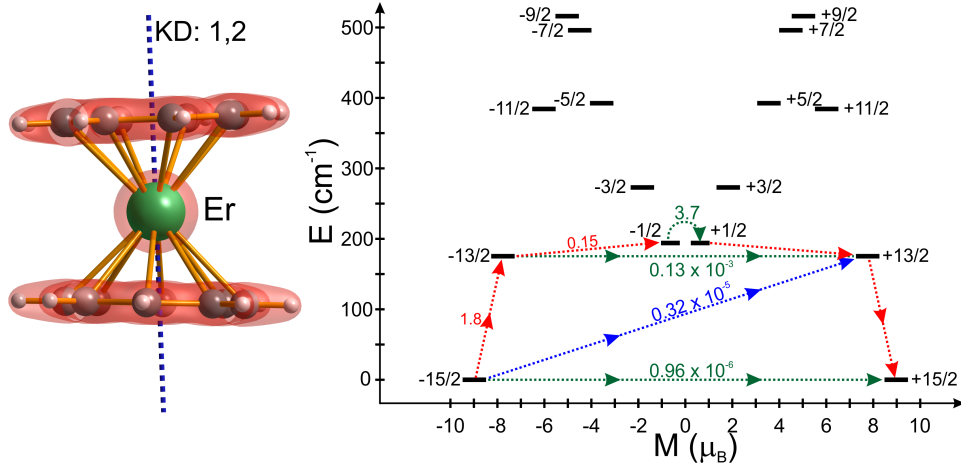 KD: 1,2
Er
E (cm⁻¹)
500
400
300
200
100
0
-9/2 +9/2
-7/2 +7/2
-11/2 -5/2 +5/2 +11/2
-3/2 +3/2
3.7
-1/2 +1/2
0.15
-13/2 +13/2
0.13 x 10⁻³
0.32 x 10⁻⁵
1.8
0.96 x 10⁻⁶
-15/2 +15/2
-10 -8 -6 -4 -2 0 2 4 6 8 10
M (μB)